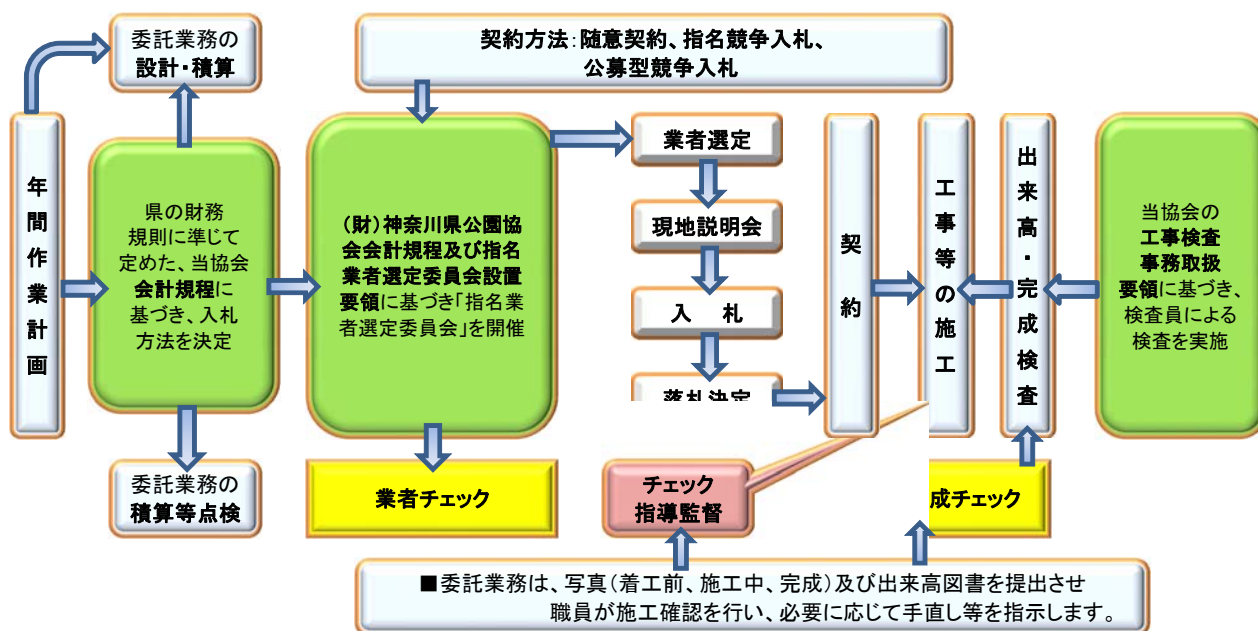 委託業務の
設計・積算
契約方法：随意契約、指名競争入札、
公募型競争入札
年間作業計画
県の財務
規則に準じて
定めた、当協会
会計規程に
基づき、入札
方法を決定
(財)神奈川県公園協
会会計規程及び指名
業者選定委員会設置
要領に基づき「指名業
者選定委員会」を開催
業者選定
現地説明会
入 札
落札決定
契約
工事等の施工
出来高・完成検査
当協会の
工事検査
事務取扱
要領に基づき、
検査員による
検査を実施
委託業務の
積算等点検
業者チェック
チェック
指導監督
成チェック
■委託業務は、写真(着工前、施工中、完成)及び出来高図書を提出させ
職員が施工確認を行い、必要に応じて手直し等を指示します。